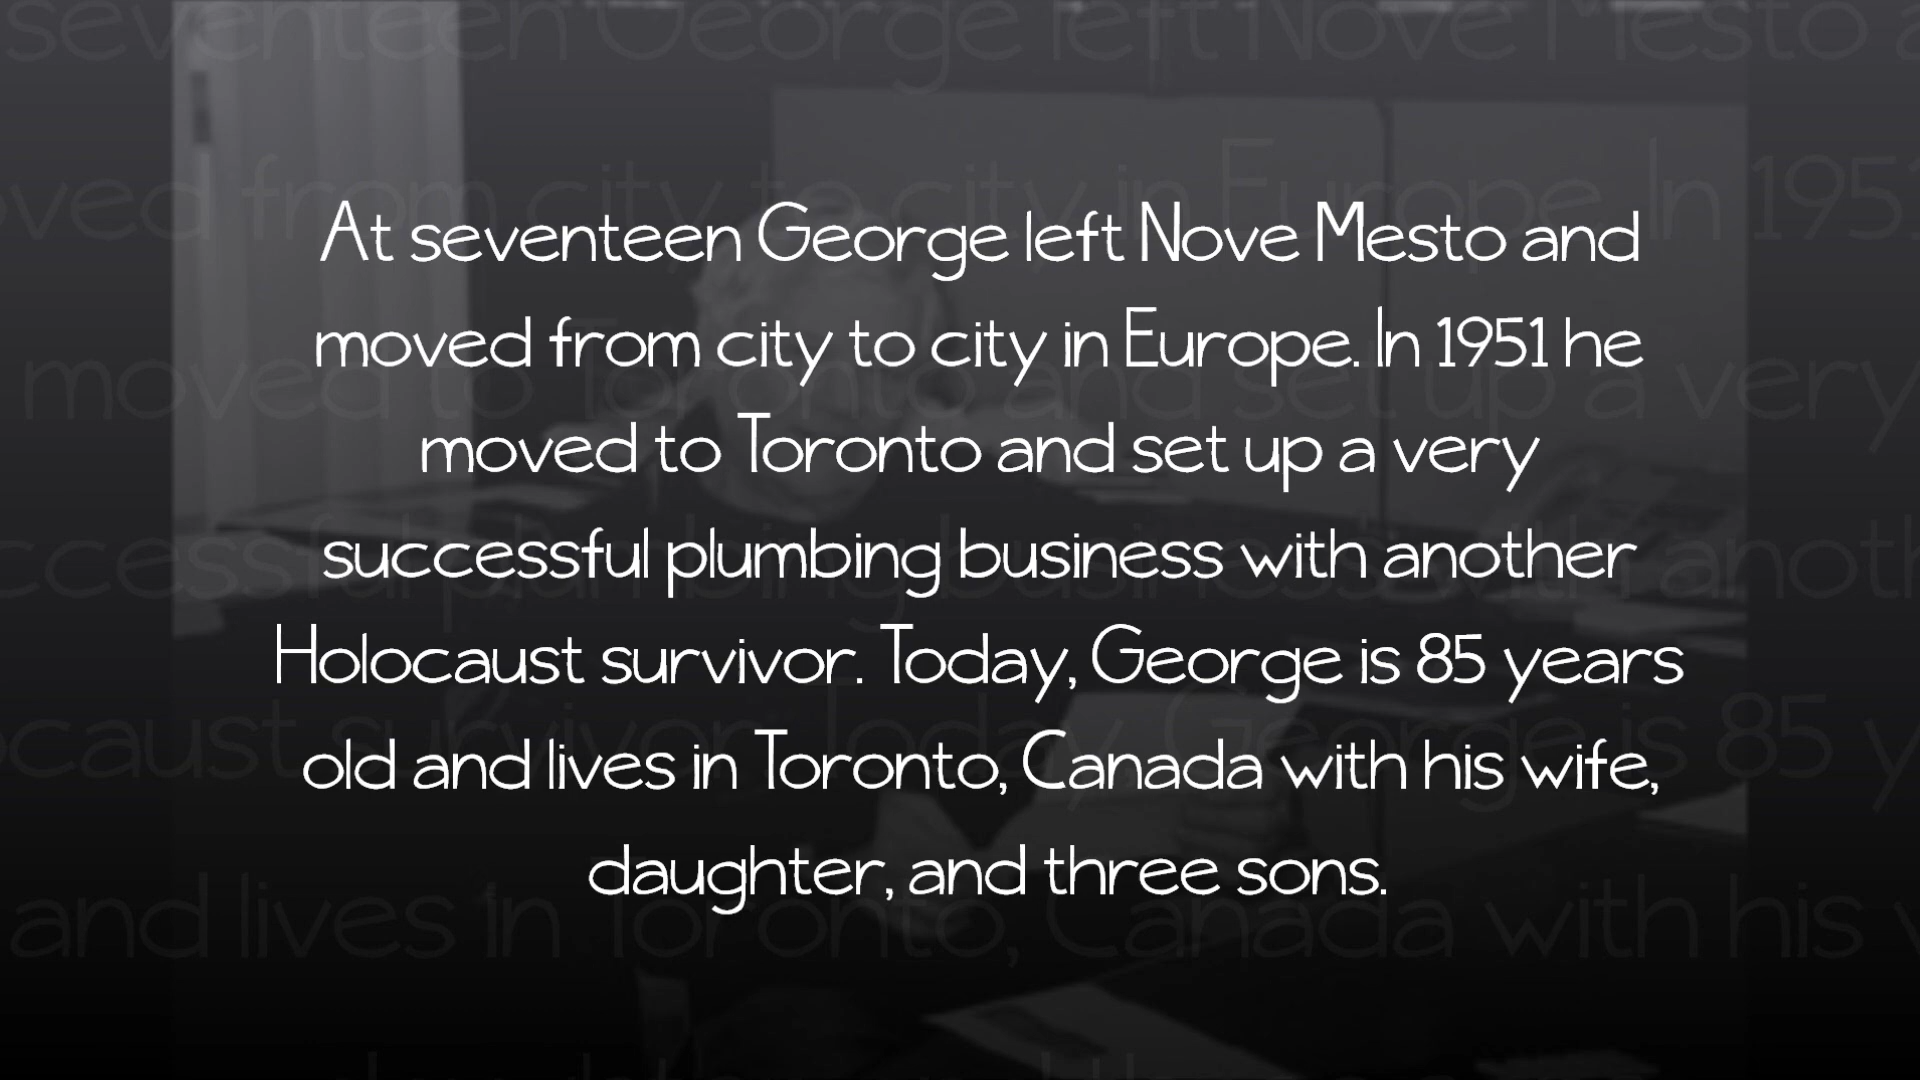 At seventeen George left Nove Mesto and
moved from city to city in Europe. In 1951 he
moved to Toronto and set up a very
successful plumbing business with another
Holocaust survivor. Today, George is 85 years
old and lives in Toronto, Canada with his wife,
daughter, and three sons.